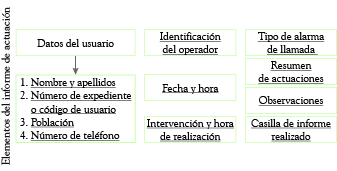 Elementos del informe de actuación
Datos del usuario
1. Nombre y apellidos
2. Número de expediente
o código de usuario
3. Población
4. Número de teléfono
Identificación
del operador
Fecha y hora
Intervención y hora
de realización
Tipo de alarma
de llamada
Resumen
de actuaciones
Observaciones
Casilla de informe
realizado